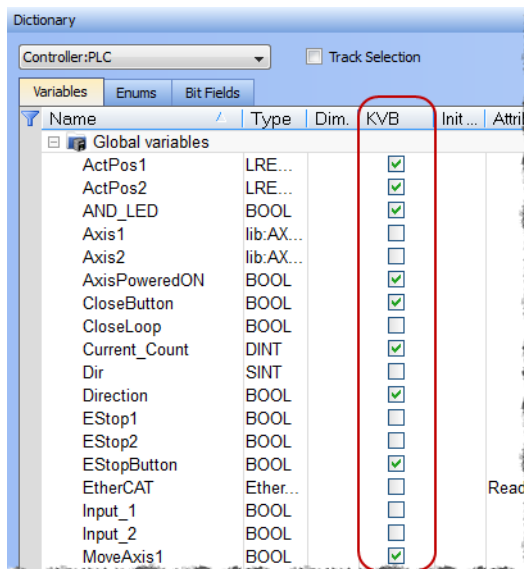 Dictionary
Controller:PLC Track Selection
Variables Enums Bit Fields
Name Type Dim. KVB Init ... Attri
Global variables
ActPos1 LRE...
ActPos2 LRE...
AND_LED BOOL
Axis1 lib:AX...
Axis2 lib:AX...
AxisPoweredON BOOL
CloseButton BOOL
CloseLoop BOOL
Current_Count DINT
Dir SINT
Direction BOOL
EStop1 BOOL
EStop2 BOOL
EStopButton BOOL
EtherCAT Ether... Read
Input_1 BOOL
Input_2 BOOL
MoveAxis1 BOOL